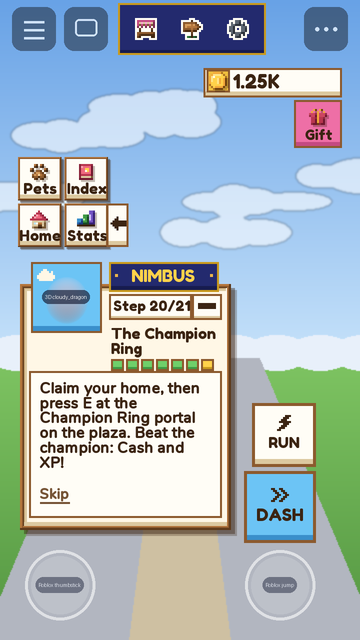 1.25K
Gift
Pets
Index
Home
Stats
NIMBUS
3D cloudy_dragon
Step 20/21
The Champion
Ring
Claim your home, then
press E at the
Champion Ring portal
on the plaza. Beat the
champion: Cash and
XP!
Skip
RUN
DASH
Roblox thumbstick
Roblox jump